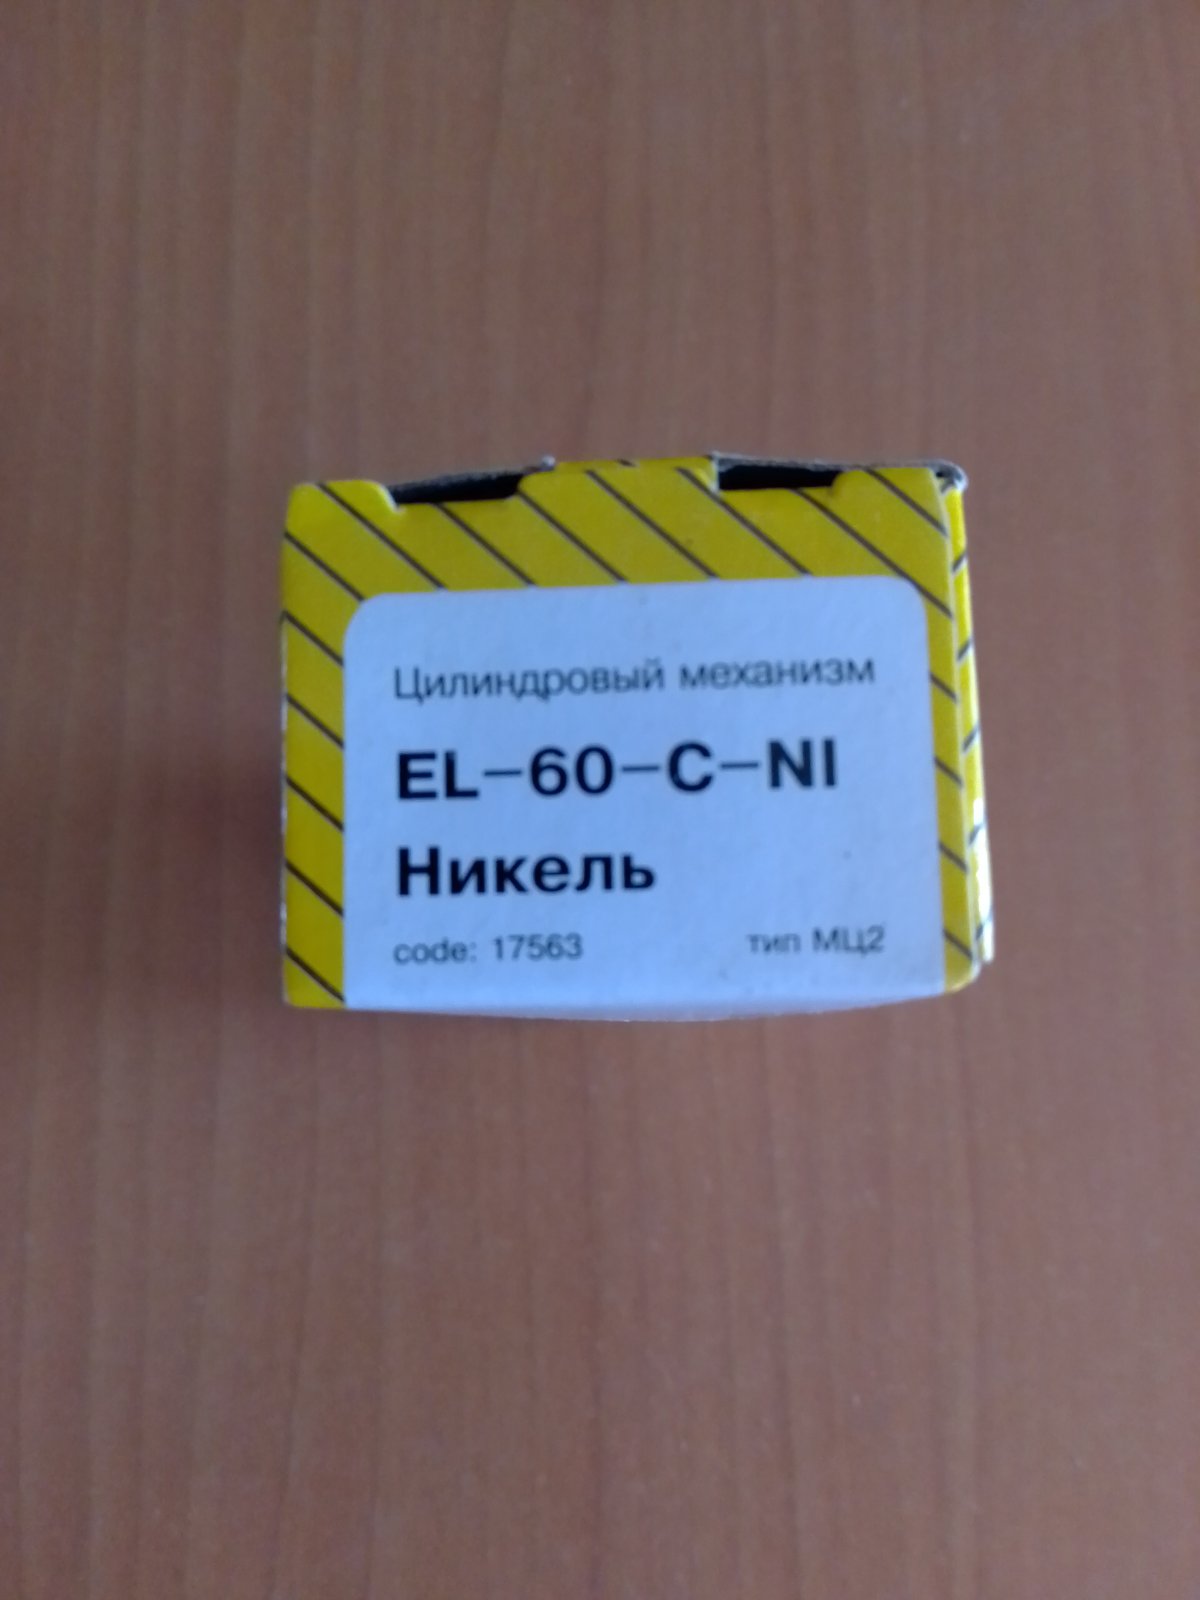 Цилиндровый механизм
EL-60-C-NI
Никель
code: 17563 тип МЦ2